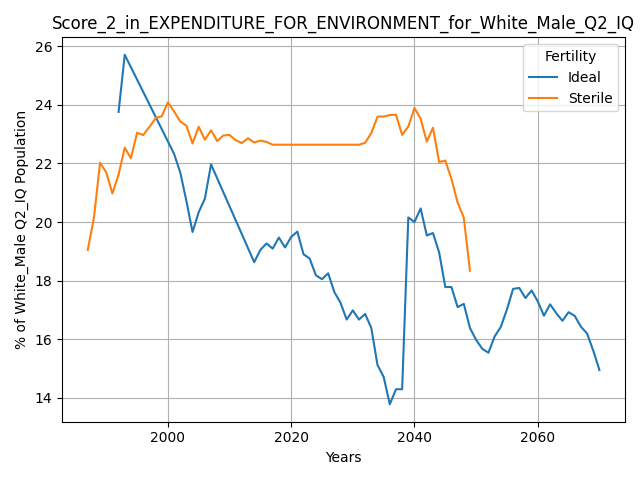 Score_2_in_EXPENDITURE_FOR_ENVIRONMENT_for_White_Male_Q2_IQ
Fertility
Ideal
Sterile
% of White_Male Q2_IQ Population
26
24
22
20
18
16
14
2000
2020
2040
2060
Years